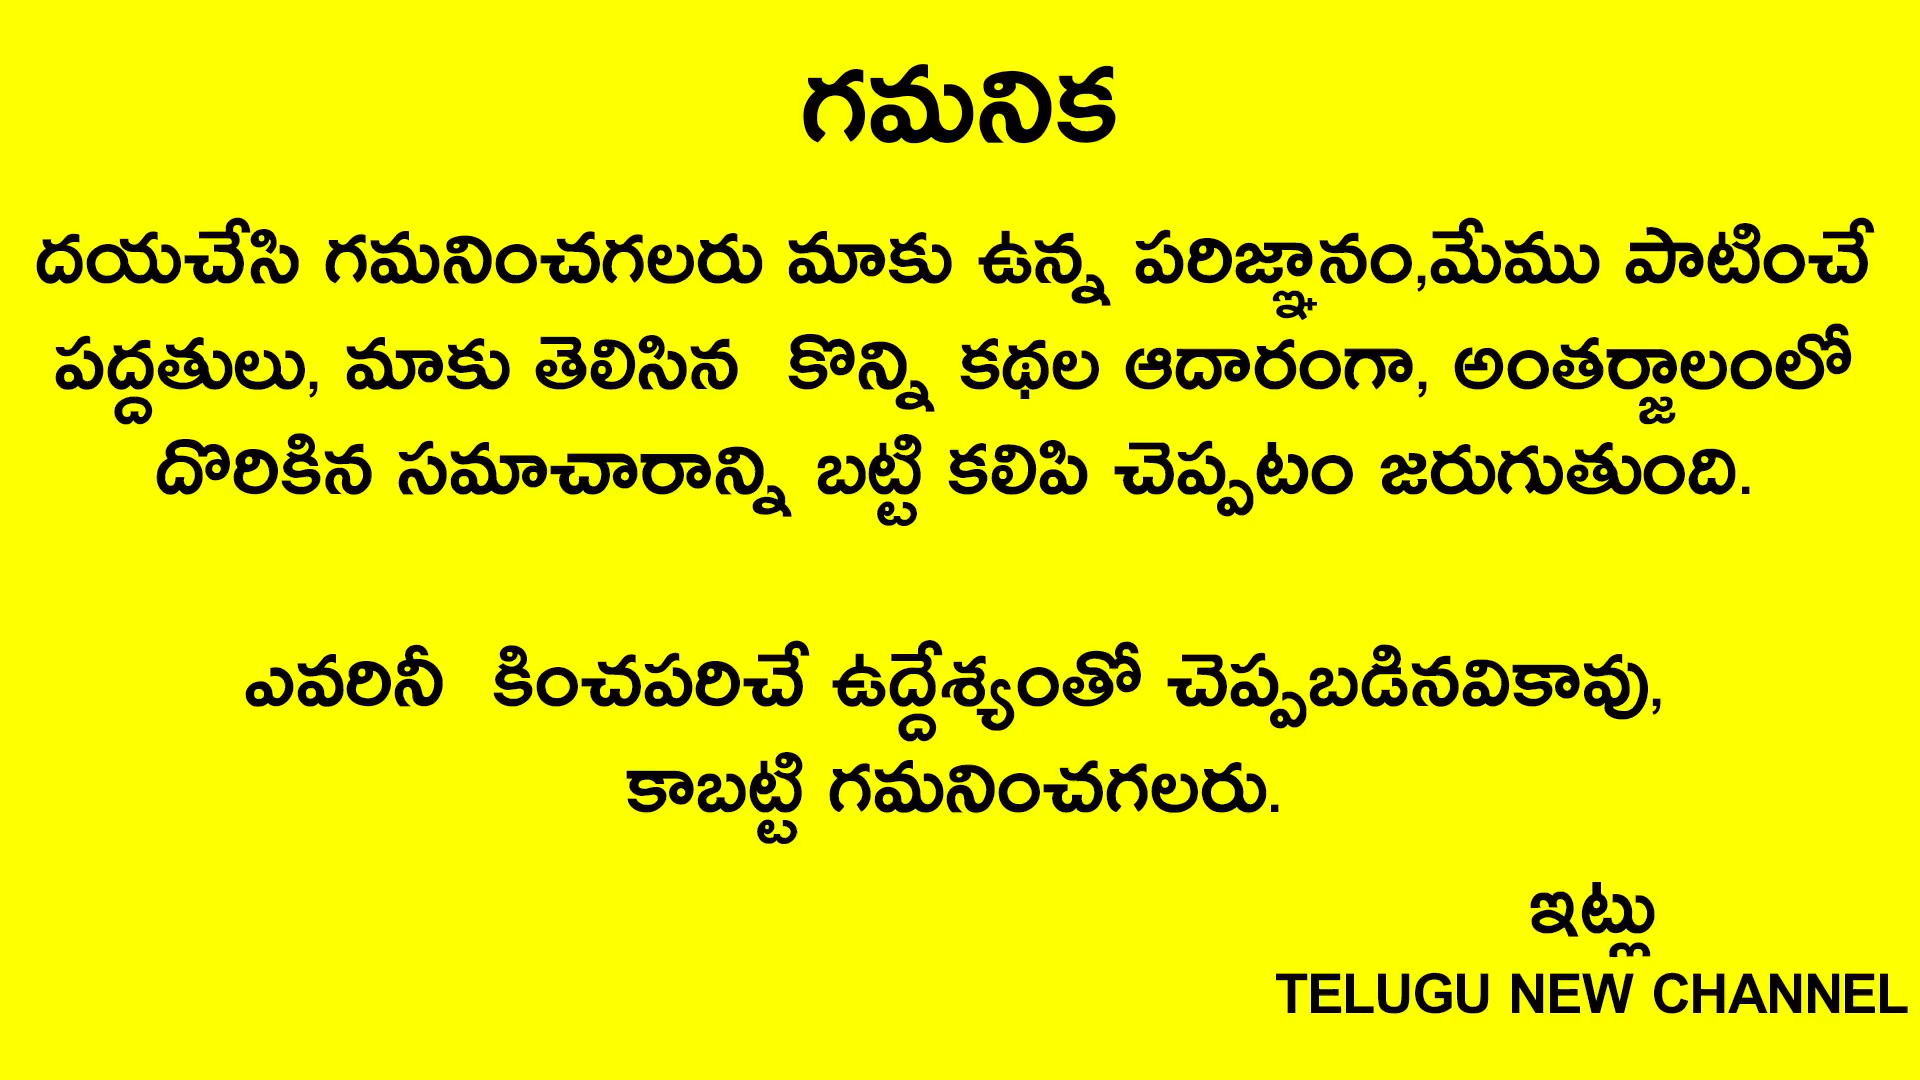 గమనిక
దయచేసి గమనించగలరు మాకు ఉన్న పరిజ్ఞానం,మేము పాటించే
పద్దతులు, మాకు తెలిసిన కొన్ని కథల ఆదారంగా, అంతర్జాలంలో
దొరికిన సమాచారాన్ని బట్టి కలిపి చెప్పటం జరుగుతుంది.
ఎవరినీ కించపరిచే ఉద్దేశ్యంతో చెప్పబడినవికావు,
కాబట్టి గమనించగలరు.
ఇట్లు
TELUGU NEW CHANNEL